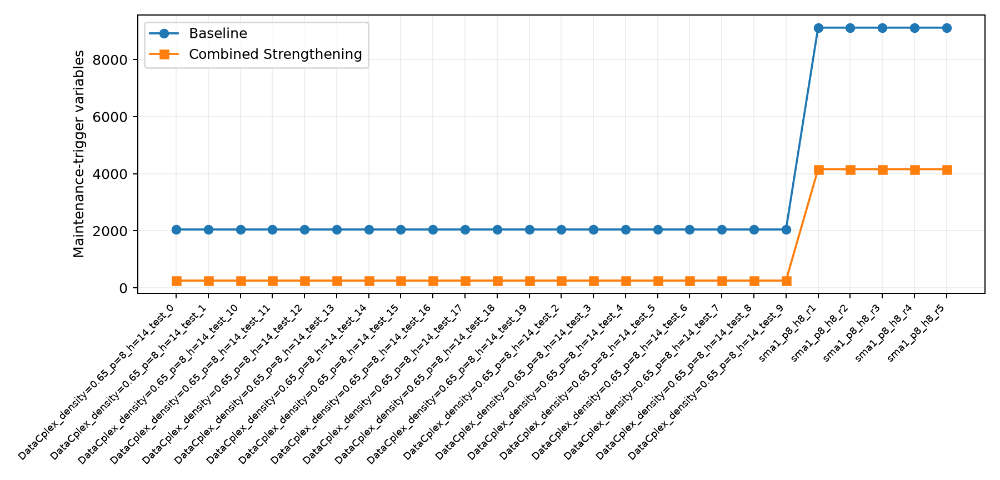 Baseline
Combined Strengthening
Maintenance-trigger variables
8000
6000
4000
2000
0
DataCplex_density=0.65_p=8_h=14_test_0
DataCplex_density=0.65_p=8_h=14_test_1
DataCplex_density=0.65_p=8_h=14_test_10
DataCplex_density=0.65_p=8_h=14_test_11
DataCplex_density=0.65_p=8_h=14_test_12
DataCplex_density=0.65_p=8_h=14_test_13
DataCplex_density=0.65_p=8_h=14_test_14
DataCplex_density=0.65_p=8_h=14_test_15
DataCplex_density=0.65_p=8_h=14_test_16
DataCplex_density=0.65_p=8_h=14_test_17
DataCplex_density=0.65_p=8_h=14_test_18
DataCplex_density=0.65_p=8_h=14_test_19
DataCplex_density=0.65_p=8_h=14_test_2
DataCplex_density=0.65_p=8_h=14_test_3
DataCplex_density=0.65_p=8_h=14_test_4
DataCplex_density=0.65_p=8_h=14_test_5
DataCplex_density=0.65_p=8_h=14_test_6
DataCplex_density=0.65_p=8_h=14_test_7
DataCplex_density=0.65_p=8_h=14_test_8
DataCplex_density=0.65_p=8_h=14_test_9
sma1_p8_h8_r1
sma1_p8_h8_r2
sma1_p8_h8_r3
sma1_p8_h8_r4
sma1_p8_h8_r5